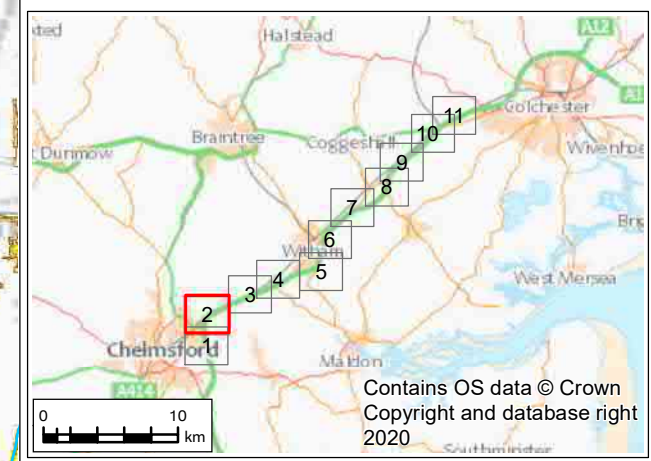 Halstead
A12
11
Colchester
10
Braintree
Coggeshall
t Dunmow
9
Wivenhoe
8
7
6
Witham
5
West Mersea
4
3
2
Chelmsford
1
Maldon
A414
Contains OS data © Crown
Copyright and database right
2020
0 10
km
Southminster